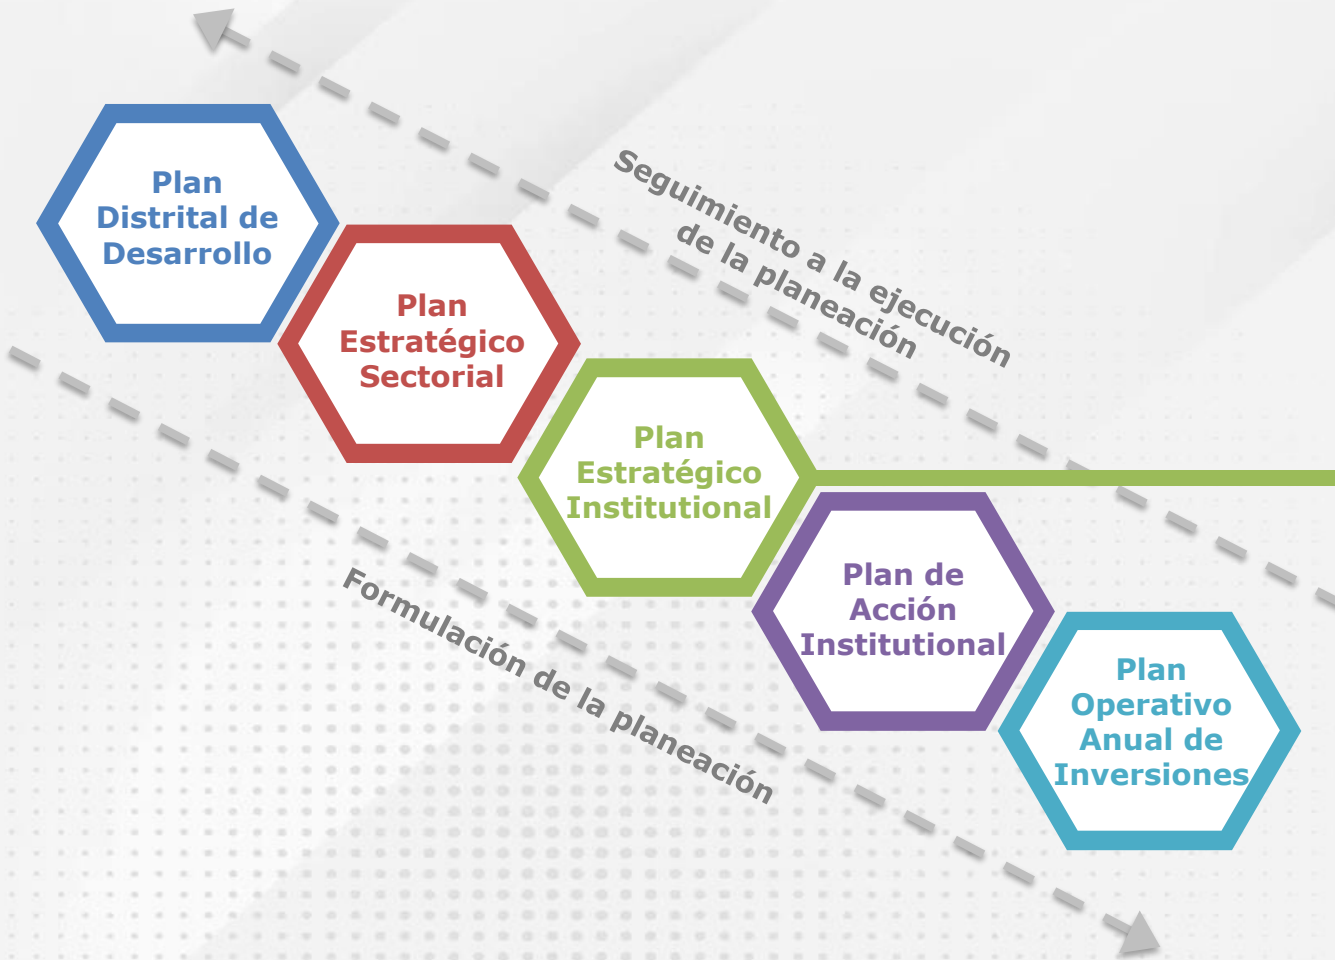 Plan
Distrital de
Desarrollo
Seguimiento a la ejecución
de la planeación
Plan
Estratégico
Sectorial
Plan
Estratégico
Institutional
Formulación de la planeación
Plan de
Acción
Institutional
Plan
Operativo
Anual de
Inversiones